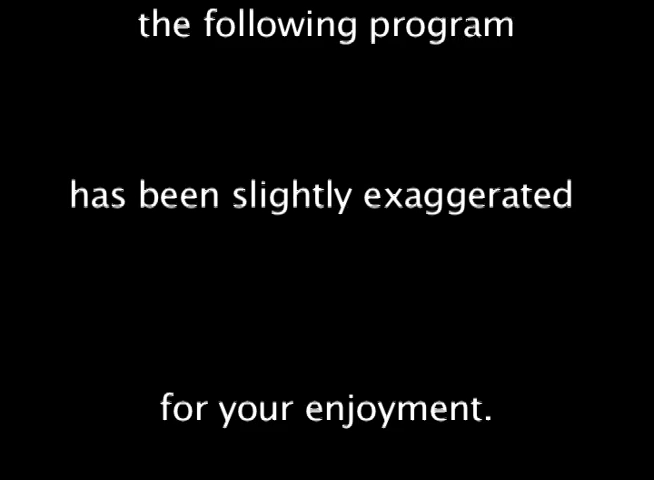 the following program
has been slightly exaggerated
for your enjoyment.